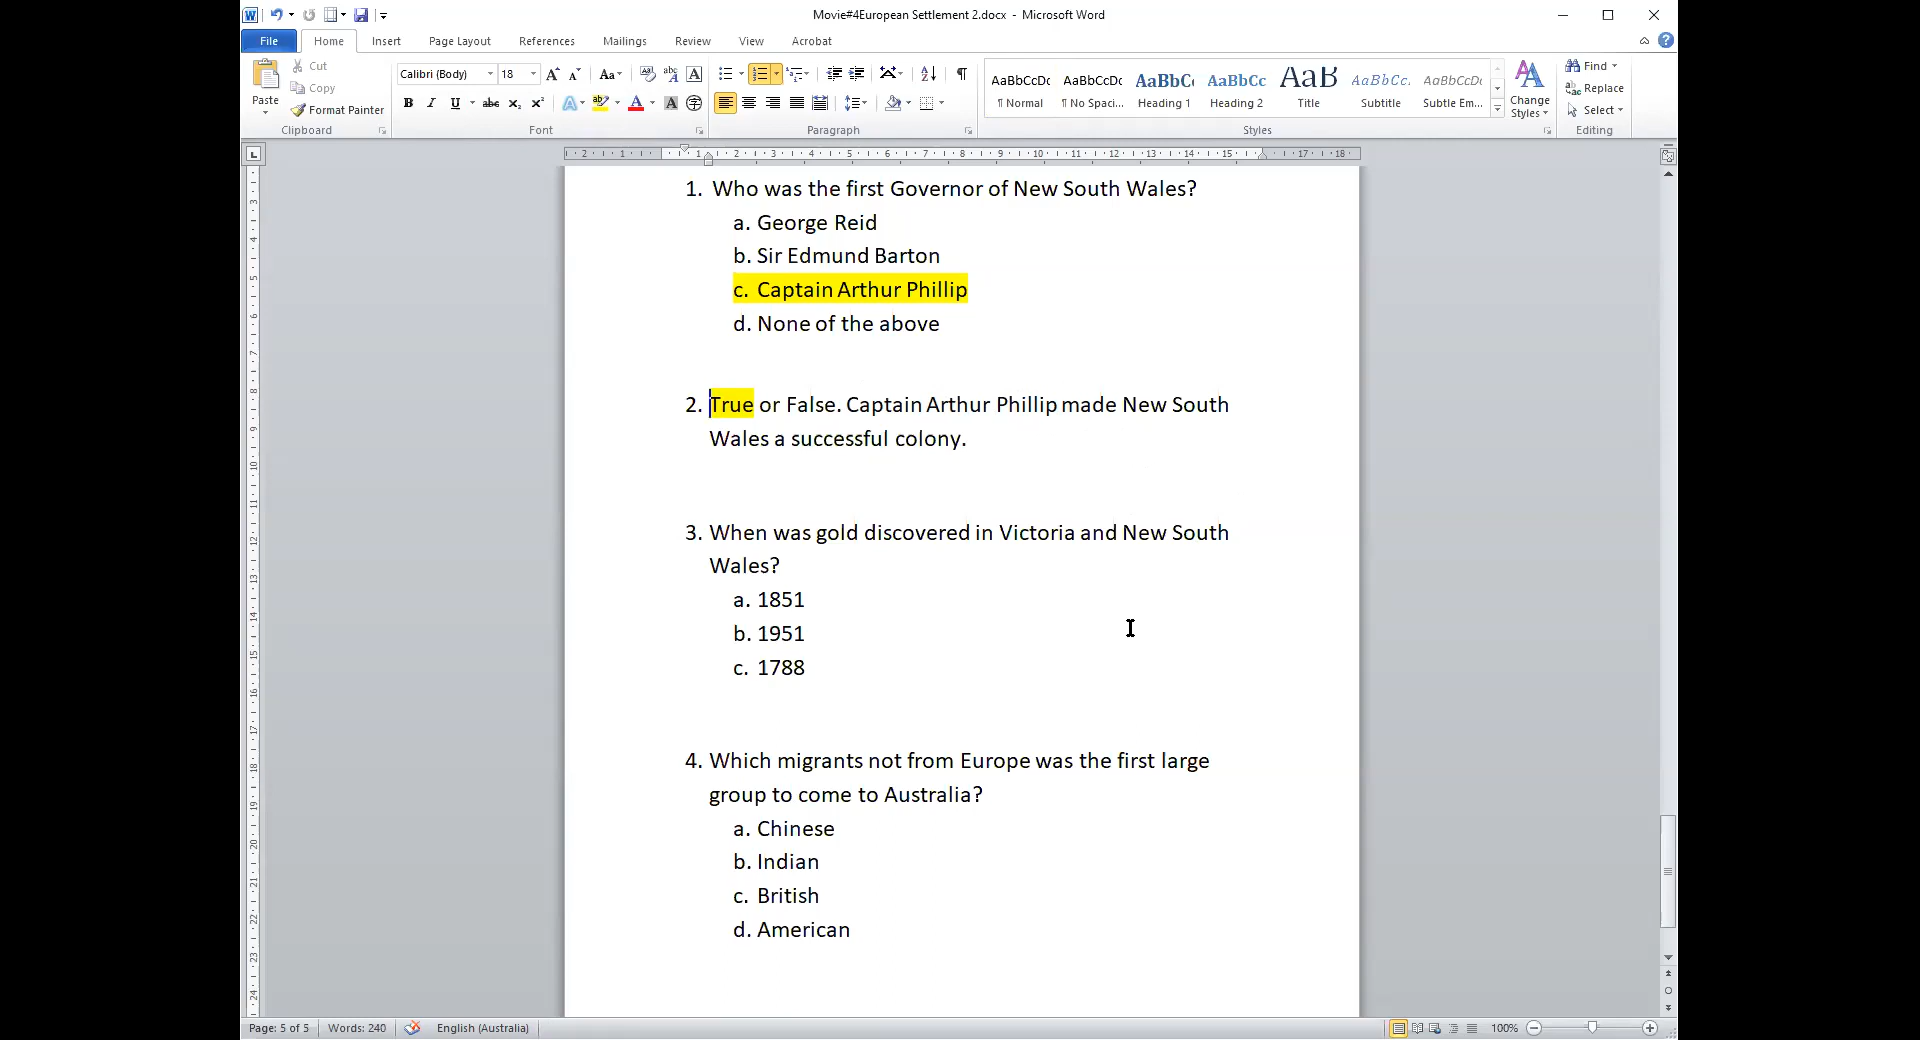 Movie#4European Settlement 2.docx - Microsoft Word
File Home Insert Page Layout References Mailings Review View Acrobat
Paste
Cut
Copy
Format Painter
Calibri (Body) 18
AaBbCcDc AaBbCcDc AaBbC AaBbCc AaB AaBbCc. AaBbCcDc
¶ Normal ¶ No Spaci... Heading 1 Heading 2 Title Subtitle Subtle Em...
Change Styles
Find
Replace
Select
Clipboard Font Paragraph Styles Editing
1. Who was the first Governor of New South Wales?
a. George Reid
b. Sir Edmund Barton
c. Captain Arthur Phillip
d. None of the above
2. True or False. Captain Arthur Phillip made New South
Wales a successful colony.
3. When was gold discovered in Victoria and New South
Wales?
a. 1851
b. 1951
c. 1788
4. Which migrants not from Europe was the first large
group to come to Australia?
a. Chinese
b. Indian
c. British
d. American
Page: 5 of 5 Words: 240 English (Australia) 100%